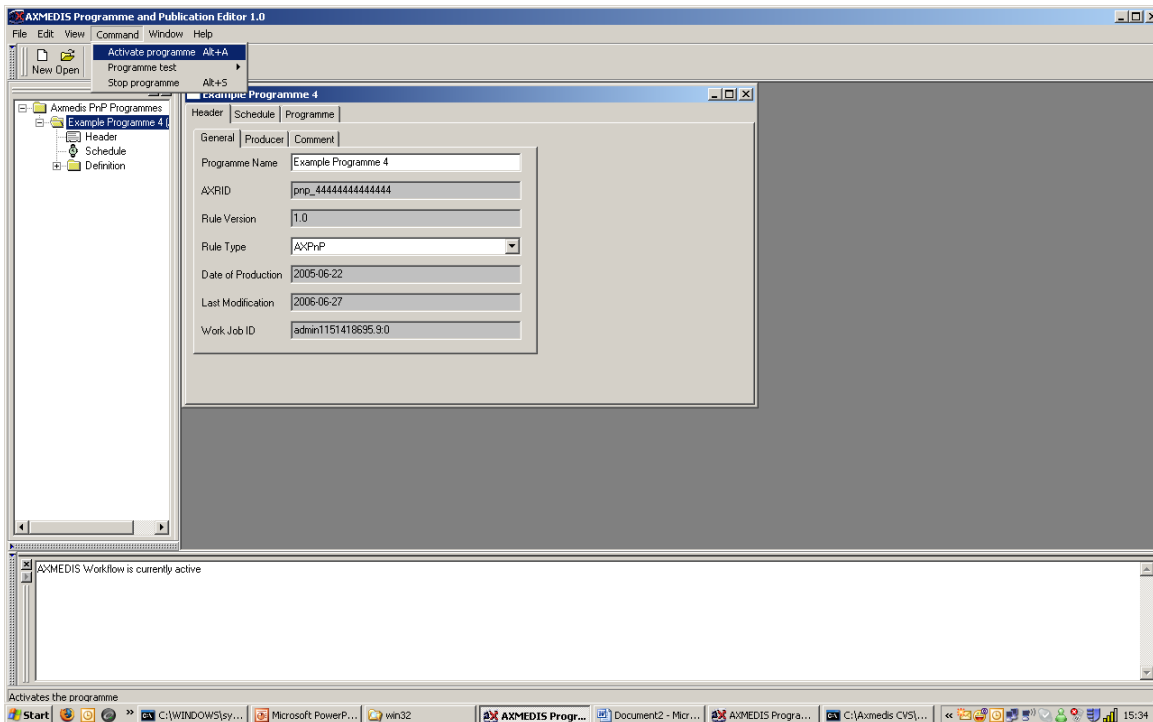 AXMEDIS Programme and Publication Editor 1.0
File Edit View Command Window Help
Activate programme Alt+A
Programme test
Stop programme Alt+S
New Open
Axmedis PnP Programmes
Example Programme 4
Header
Schedule
Definition
Example Programme 4
Header Schedule Programme
General Producer Comment
Programme Name Example Programme 4
AXRID pnp_44444444444444
Rule Version 1.0
Rule Type AXPnP
Date of Production 2005-06-22
Last Modification 2006-06-27
Work Job ID admin1151418695.9:0
AXMEDIS Workflow is currently active
Activates the programme
Start C:\WINDOWS\sy... Microsoft PowerP... win32 AXMEDIS Progr... Document2 - Micr... AXMEDIS Progra... C:\Axmedis CVS\... 15:34